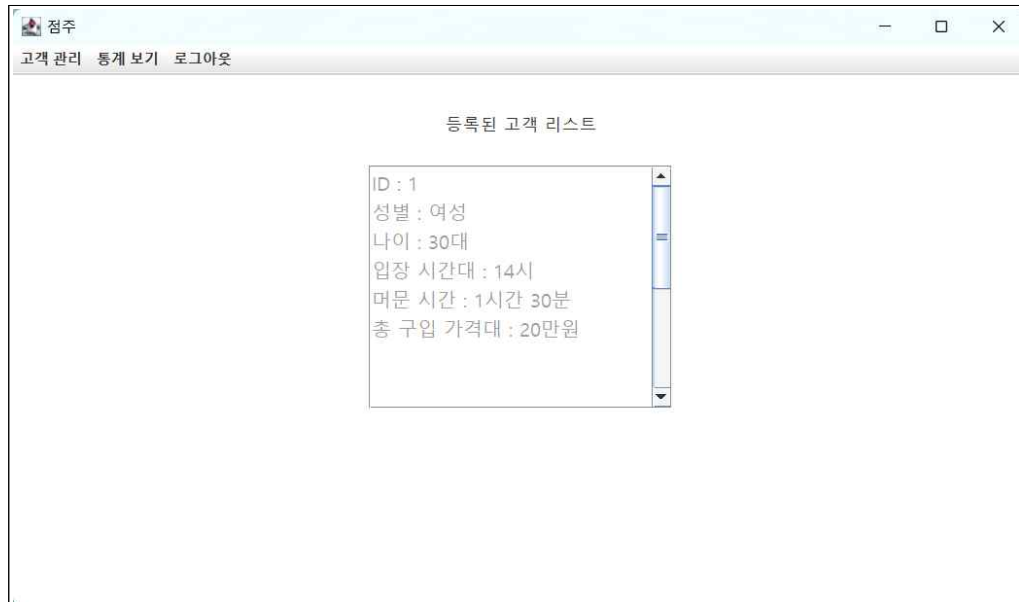 점주
고객 관리 통계 보기 로그아웃
등록된 고객 리스트
ID : 1
성별 : 여성
나이 : 30대
입장 시간대 : 14시
머문 시간 : 1시간 30분
총 구입 가격대 : 20만원